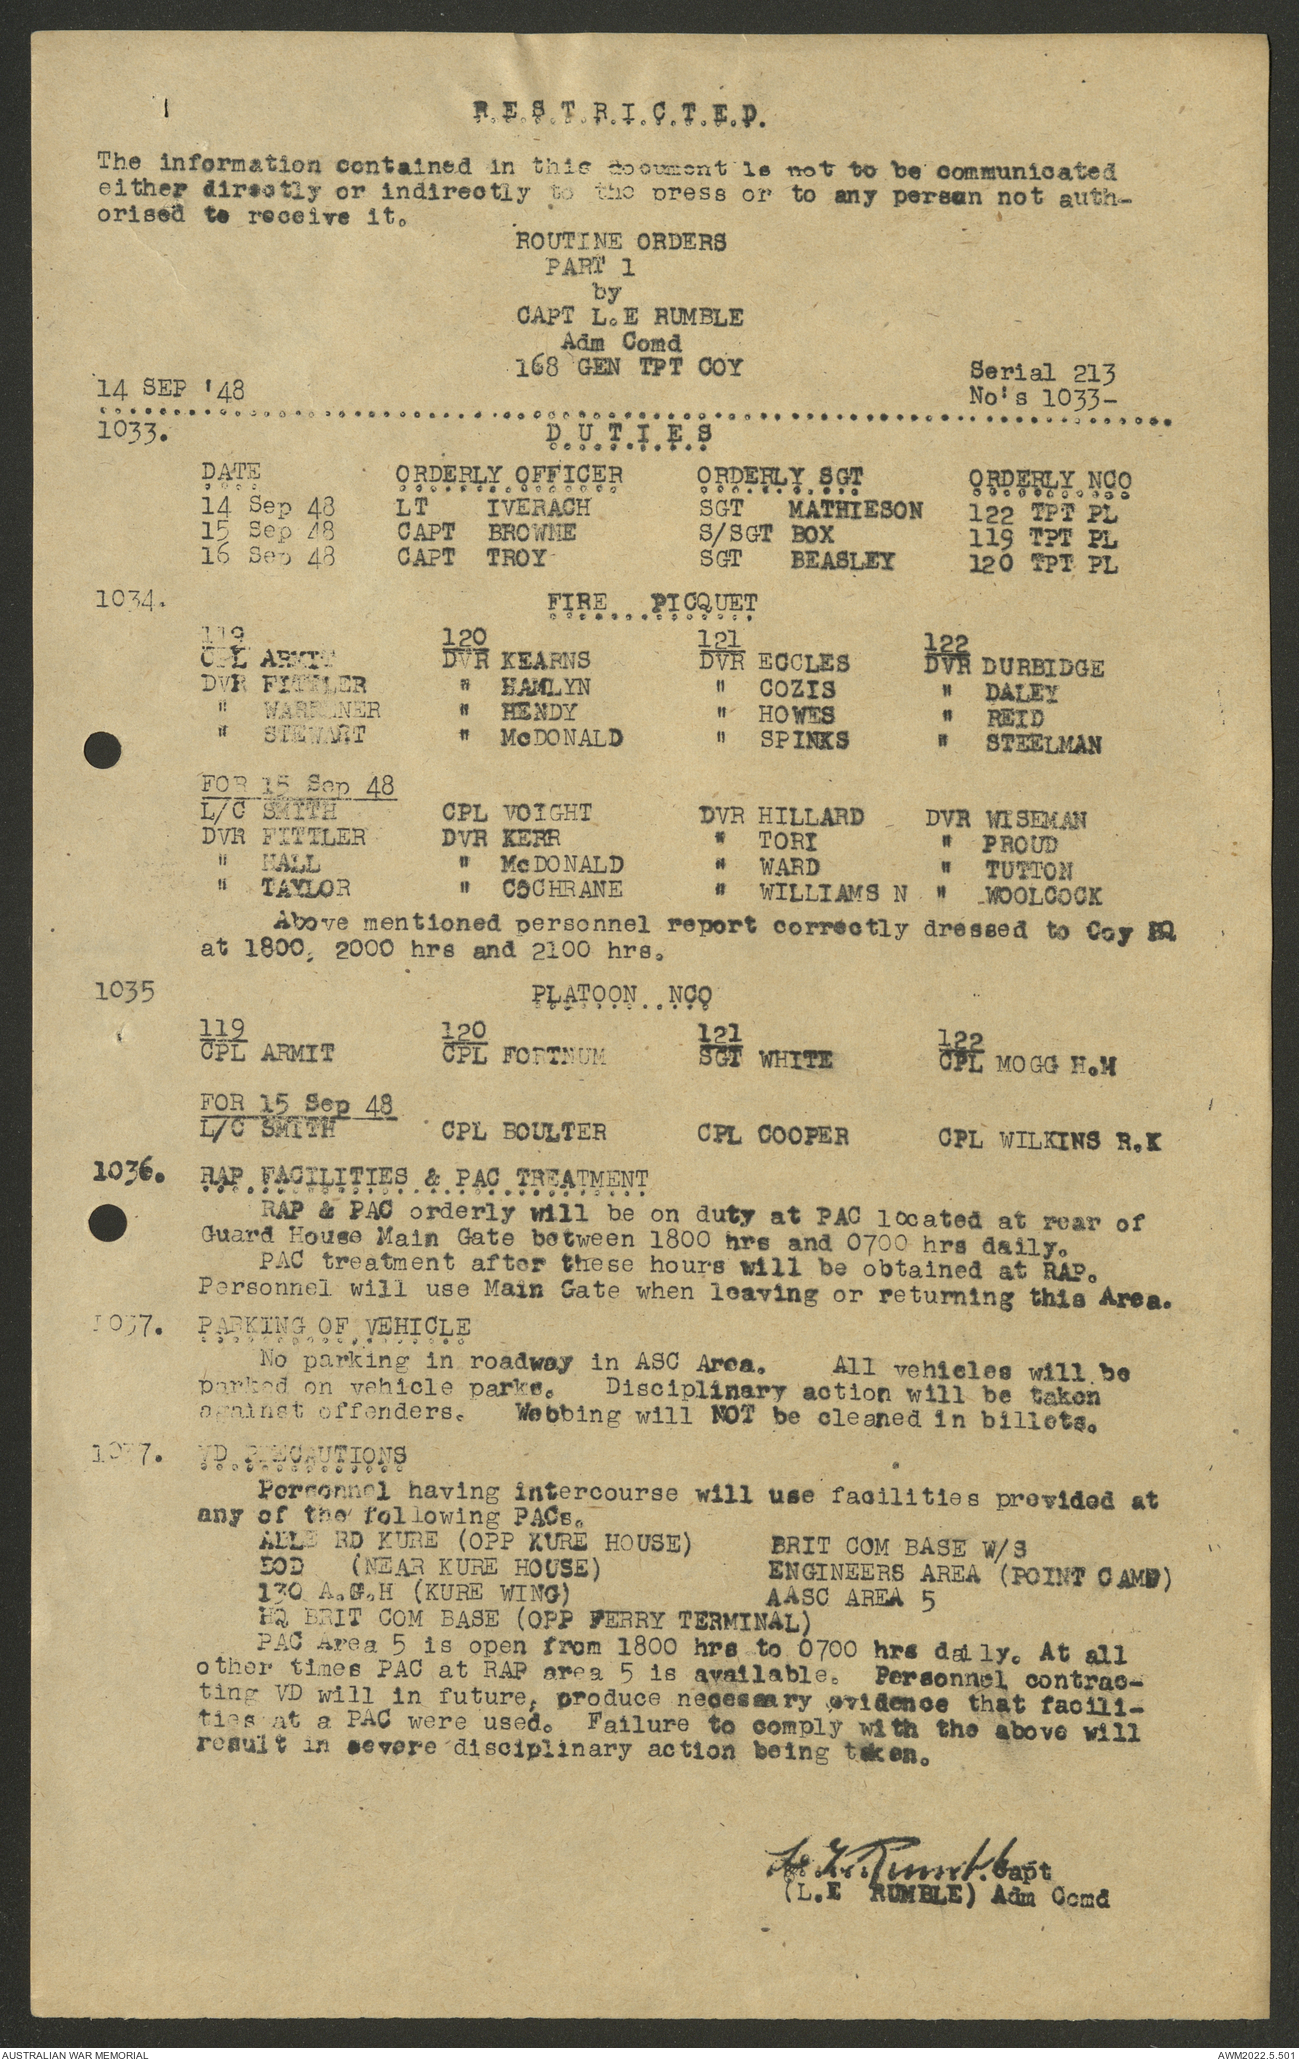 1
R.E.S.T.R.I.C.T.E.D.
The information contained in this document is not to be communicated
either directly or indirectly to the press or to any person not auth-
orised to receive it.
ROUTINE ORDERS
PART 1
by
CAPT L.E RUMBLE
Adm Comd
168 GEN TPT COY
Serial 213
14 SEP '48
No's 1033-
1033. D U T I E S
DATE ORDERLY OFFICER ORDERLY SGT ORDERLY NCO
14 Sep 48 LT IVERACH SGT MATHIESON 122 TPT PL
15 Sep 48 CAPT BROWNE S/SGT BOX 119 TPT PL
16 Sep 48 CAPT TROY SGT BEASLEY 120 TPT PL
1034. FIRE PICQUET
119 120 121 122
CPL ARMIT DVR KEARNS DVR ECCLES DVR DURBIDGE
DVR FITTLER " HAMLYN " COZIS " DALEY
" WARRENER " HENDY " HOWES " REID
" STEWART " McDONALD " SPINKS " STEELMAN
FOR 15 Sep 48
L/C SMITH CPL VOIGHT DVR HILLARD DVR WISEMAN
DVR FITTLER DVR KERR " TORI " PROUD
" HALL " McDONALD " WARD " TUTTON
" TAYLOR " COCHRANE " WILLIAMS N " WOOLCOCK
Above mentioned personnel report correctly dressed to Coy HQ
at 1800, 2000 hrs and 2100 hrs.
1035 PLATOON NCO
119 120 121 122
CPL ARMIT CPL FORTNUM SGT WHITE CPL MOGG H.M
FOR 15 Sep 48
L/C SMITH CPL BOULTER CPL COOPER CPL WILKINS R.K
1036. RAP FACILITIES & PAC TREATMENT
RAP & PAC orderly will be on duty at PAC located at rear of
Guard House Main Gate between 1800 hrs and 0700 hrs daily.
PAC treatment after these hours will be obtained at RAP.
Personnel will use Main Gate when leaving or returning this Area.
1037. PARKING OF VEHICLE
No parking in roadway in ASC Area. All vehicles will be
parked on vehicle parks. Disciplinary action will be taken
against offenders. Webbing will NOT be cleaned in billets.
1037. VD PRECAUTIONS
Personnel having intercourse will use facilities provided at
any of the following PACs.
ABLE RD KURE (OPP KURE HOUSE) BRIT COM BASE W/S
BOD (NEAR KURE HOUSE) ENGINEERS AREA (POINT CAMP)
130 A.G.H (KURE WING) AASC AREA 5
HQ BRIT COM BASE (OPP FERRY TERMINAL)
PAC Area 5 is open from 1800 hrs to 0700 hrs daily. At all
other times PAC at RAP area 5 is available. Personnel contrac-
ting VD will in future, produce necessary evidence that facili-
ties at a PAC were used. Failure to comply with the above will
result in severe disciplinary action being taken.
L.E. Rumble Capt
(L.E RUMBLE) Adm Comd
AUSTRALIAN WAR MEMORIAL
AWM2022.5.501